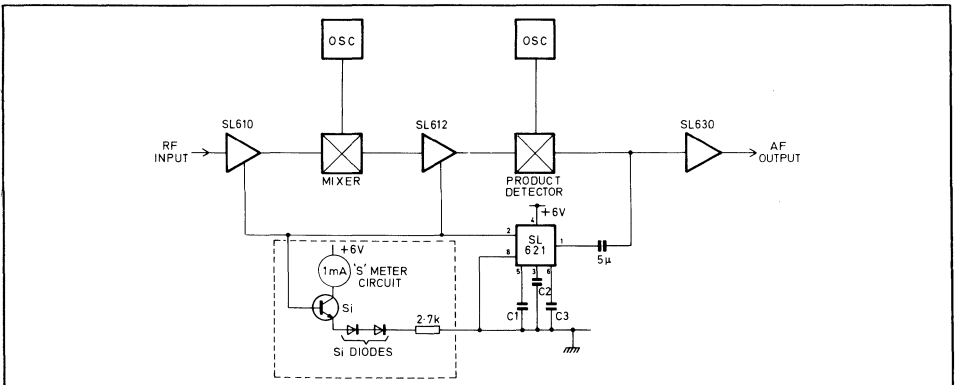 OSC
OSC
SL610
SL612
SL630
RF
INPUT
AF
OUTPUT
MIXER
PRODUCT
DETECTOR
+6V
4
2
SL
621
1
8
5µ
5
3
6
C2
C1
C3
+6V
1mA
'S' METER
CIRCUIT
Si
2·7k
Si DIODES